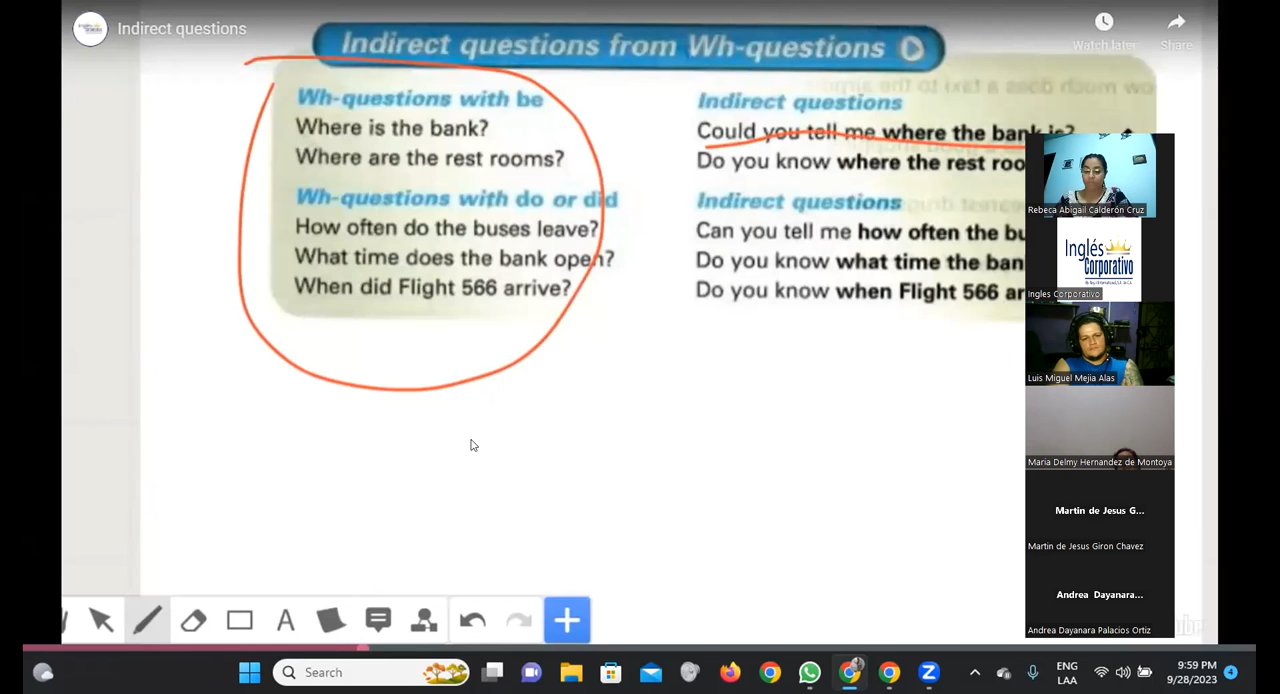 Indirect questions
Watch later
Share
Indirect questions from Wh-questions
Wh-questions with be
Where is the bank?
Where are the rest rooms?
Wh-questions with do or did
How often do the buses leave?
What time does the bank open?
When did Flight 566 arrive?
Indirect questions
Could you tell me where the bank is?
Do you know where the rest roo
Indirect questions
Can you tell me how often the bu
Do you know what time the ban
Do you know when Flight 566 ar
Rebeca Abigail Calderón Cruz
Inglés
Corporativo
Ingles Corporativo
Luis Miguel Mejia Alas
Maria Delmy Hernandez de Montoya
Martin de Jesus G...
Martin de Jesus Giron Chavez
Andrea Dayanara...
Andrea Dayanara Palacios Ortiz
A
Search
ENG
LAA
9:59 PM
9/28/2023
4